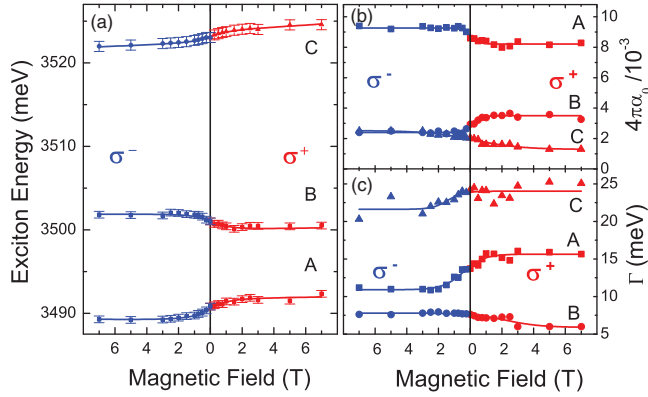 (a)
3520
C
3510
σ⁻
σ⁺
B
3500
A
3490
Exciton Energy (meV)
6 4 2 0 2 4 6
Magnetic Field (T)
(b)
A
10
8
σ⁻
σ⁺
6
B
4
C
2
0
4πα₀ /10⁻³
(c)
25
C
20
A
σ⁻
σ⁺
15
10
B
5
Γ (meV)
6 4 2 0 2 4 6
Magnetic Field (T)